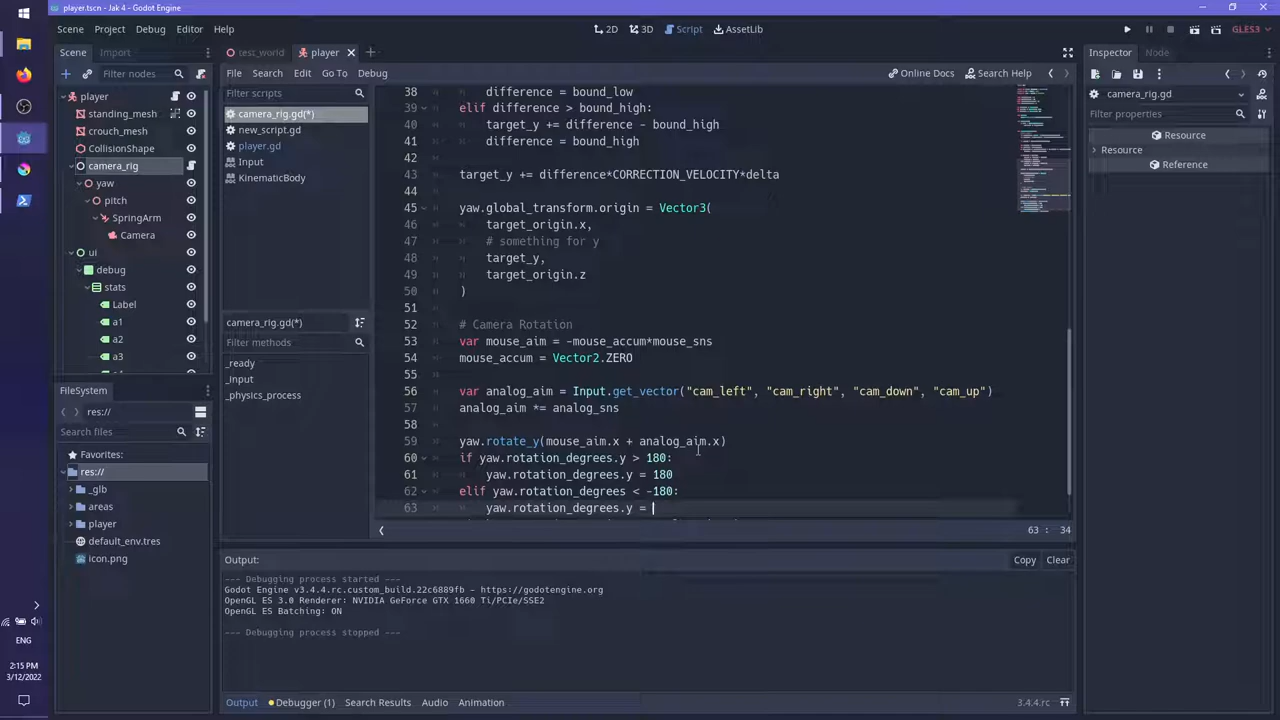 player.tscn - Jak 4 - Godot Engine
Scene Project Debug Editor Help
2D 3D Script AssetLib
GLES3
Scene Import
Filter nodes
player
standing_mesh
crouch_mesh
CollisionShape
camera_rig
yaw
pitch
SpringArm
Camera
ui
debug
stats
Label
a1
a2
a3
FileSystem
res://
Search files
Favorites:
res://
_glb
areas
player
default_env.tres
icon.png
test_world player
File Search Edit Go To Debug
Online Docs Search Help
Filter scripts
camera_rig.gd(*)
new_script.gd
player.gd
Input
KinematicBody
camera_rig.gd(*)
Filter methods
_ready
_input
_physics_process
38 difference = bound_low
39 elif difference > bound_high:
40 target_y += difference - bound_high
41 difference = bound_high
42
43 target_y += difference*CORRECTION_VELOCITY*delta
44
45 yaw.global_transform.origin = Vector3(
46 target_origin.x,
47 # something for y
48 target_y,
49 target_origin.z
50 )
51
52 # Camera Rotation
53 var mouse_aim = -mouse_accum*mouse_sns
54 mouse_accum = Vector2.ZERO
55
56 var analog_aim = Input.get_vector("cam_left", "cam_right", "cam_down", "cam_up")
57 analog_aim *= analog_sns
58
59 yaw.rotate_y(mouse_aim.x + analog_aim.x)
60 if yaw.rotation_degrees.y > 180:
61 yaw.rotation_degrees.y = 180
62 elif yaw.rotation_degrees < -180:
63 yaw.rotation_degrees.y =
63 : 34
Output:
Copy Clear
--- Debugging process started ---
Godot Engine v3.4.4.rc.custom_build.22c6889fb - https://godotengine.org
OpenGL ES 3.0 Renderer: NVIDIA GeForce GTX 1660 Ti/PCIe/SSE2
OpenGL ES Batching: ON
--- Debugging process stopped ---
Output Debugger (1) Search Results Audio Animation
3.4.4.rc
Inspector Node
camera_rig.gd
Filter properties
Resource
Resource
Reference
ENG
2:15 PM
3/12/2022